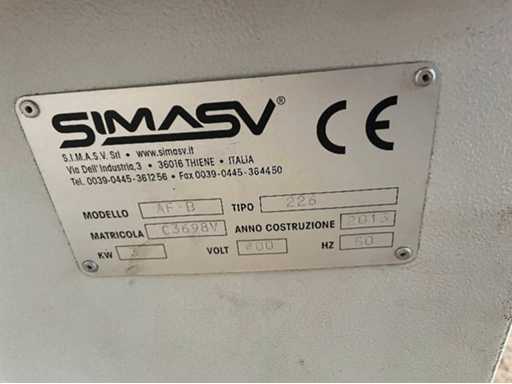 SIMASV®
CE
S.I.M.A.S.V. Srl • www.simasv.it
Via Dell' Industria,3 • 36016 THIENE • ITALIA
Tel. 0039-0445-361256 • Fax 0039-0445-364450
MODELLO AF-B TIPO 226
MATRICOLA C3698V ANNO COSTRUZIONE 2013
KW VOLT 400 HZ 50